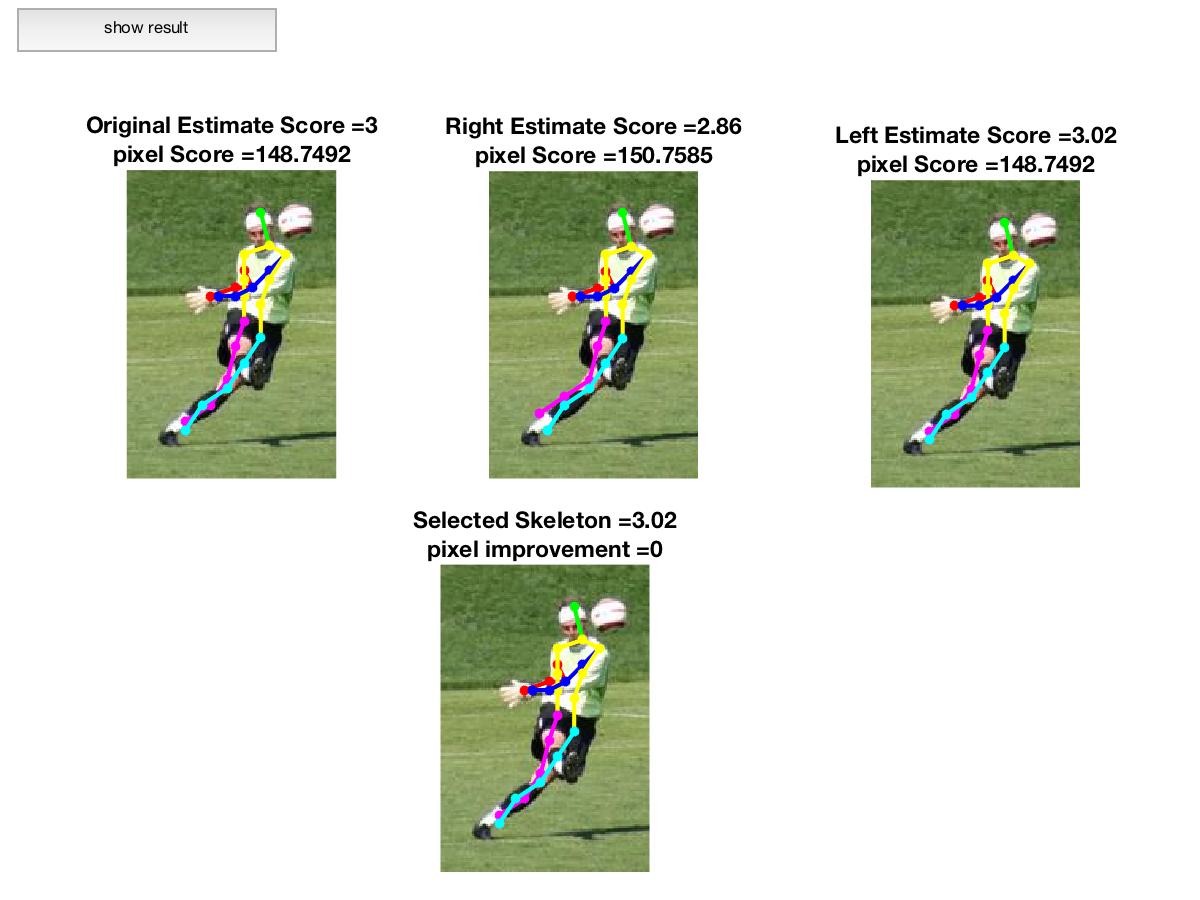 show result
Original Estimate Score =3
pixel Score =148.7492
Right Estimate Score =2.86
pixel Score =150.7585
Left Estimate Score =3.02
pixel Score =148.7492
Selected Skeleton =3.02
pixel improvement =0